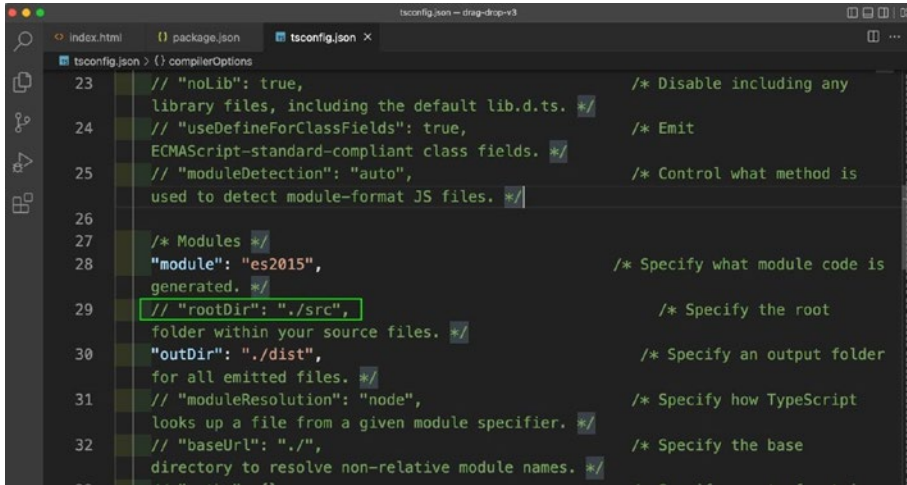 tsconfig.json — drag-drop-v3
index.html package.json tsconfig.json
tsconfig.json > {} compilerOptions
23 // "noLib": true, /* Disable including any
library files, including the default lib.d.ts. */
24 // "useDefineForClassFields": true, /* Emit
ECMAScript-standard-compliant class fields. */
25 // "moduleDetection": "auto", /* Control what method is
used to detect module-format JS files. */
26
27 /* Modules */
28 "module": "es2015", /* Specify what module code is
generated. */
29 // "rootDir": "./src", /* Specify the root
folder within your source files. */
30 "outDir": "./dist", /* Specify an output folder
for all emitted files. */
31 // "moduleResolution": "node", /* Specify how TypeScript
looks up a file from a given module specifier. */
32 // "baseUrl": "./", /* Specify the base
directory to resolve non-relative module names. */